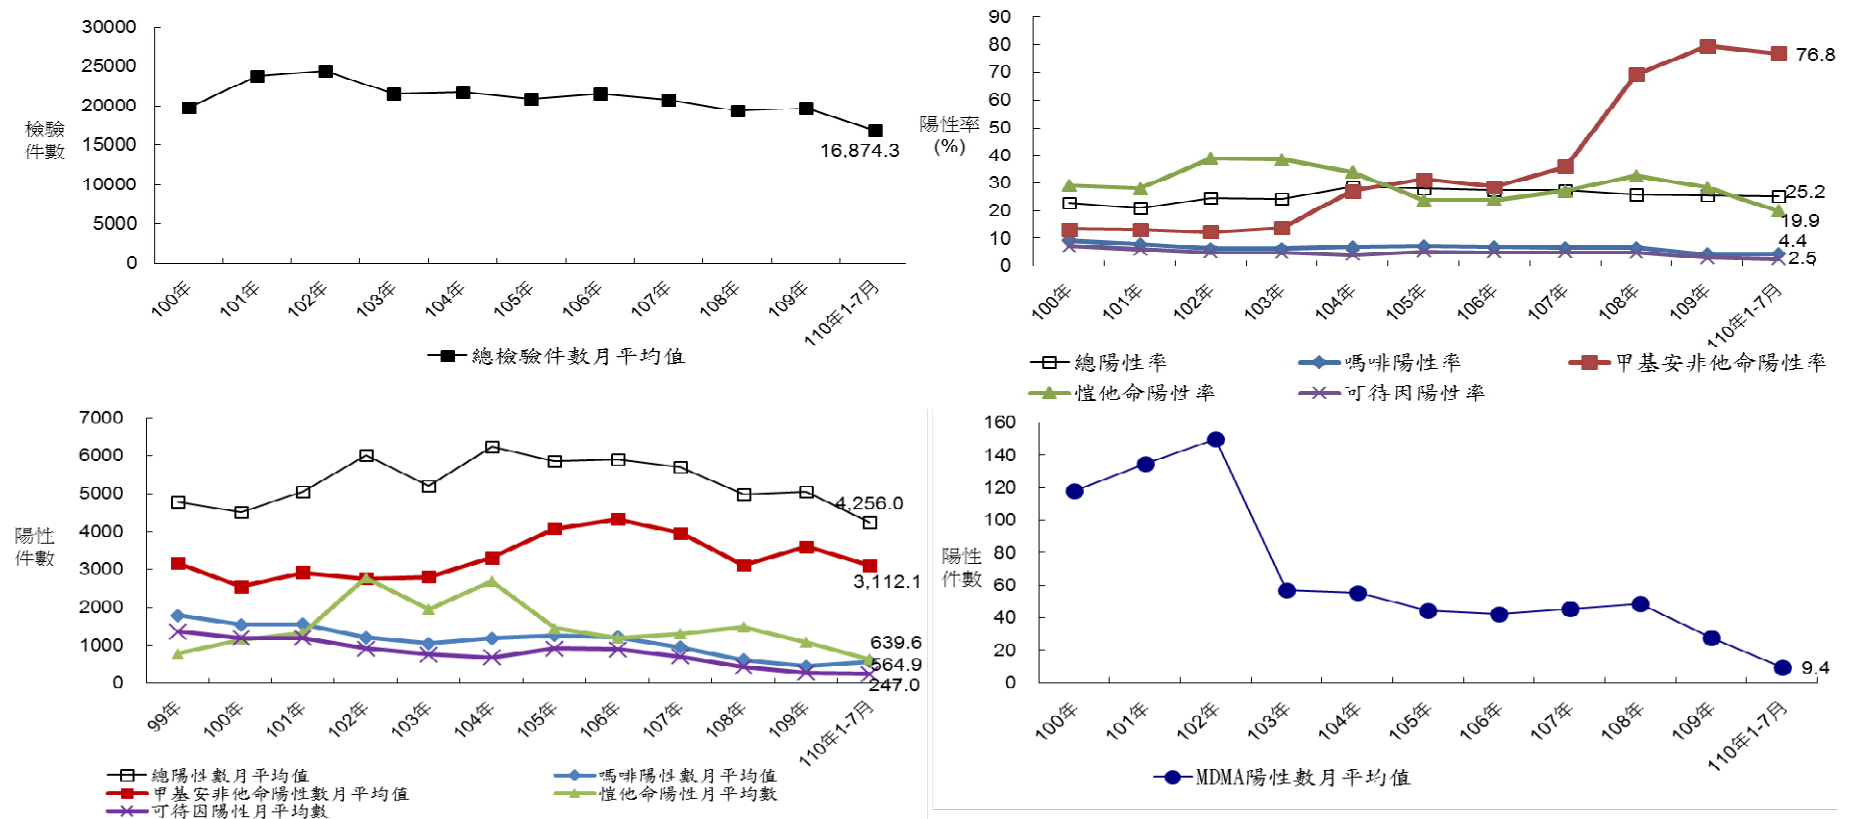 30000
25000
20000
15000
10000
5000
0
檢驗
件數
16.874.3
100年
101年
102年
103年
104年
105年
106年
107年
108年
109年
110年1-7月
總檢驗件數月平均值
90
80
70
60
50
40
30
20
10
0
陽性率
(%)
76.8
25.2
19.9
4.4
2.5
100年
101年
102年
103年
104年
105年
106年
107年
108年
109年
110年1-7月
總陽性率
嗎啡陽性率
甲基安非他命陽性率
愷他命陽性率
可待因陽性率
7000
6000
5000
4000
3000
2000
1000
0
陽性
件數
4,256.0
3,112.1
639.6
564.9
247.0
99年
100年
101年
102年
103年
104年
105年
106年
107年
108年
109年
110年1-7月
總陽性數月平均值
嗎啡陽性數月平均值
甲基安非他命陽性數月平均值
愷他命陽性月平均數
可待因陽性月平均數
160
140
120
100
80
60
40
20
0
陽性
件數
9.4
100年
101年
102年
103年
104年
105年
106年
107年
108年
109年
110年1-7月
MDMA陽性數月平均值